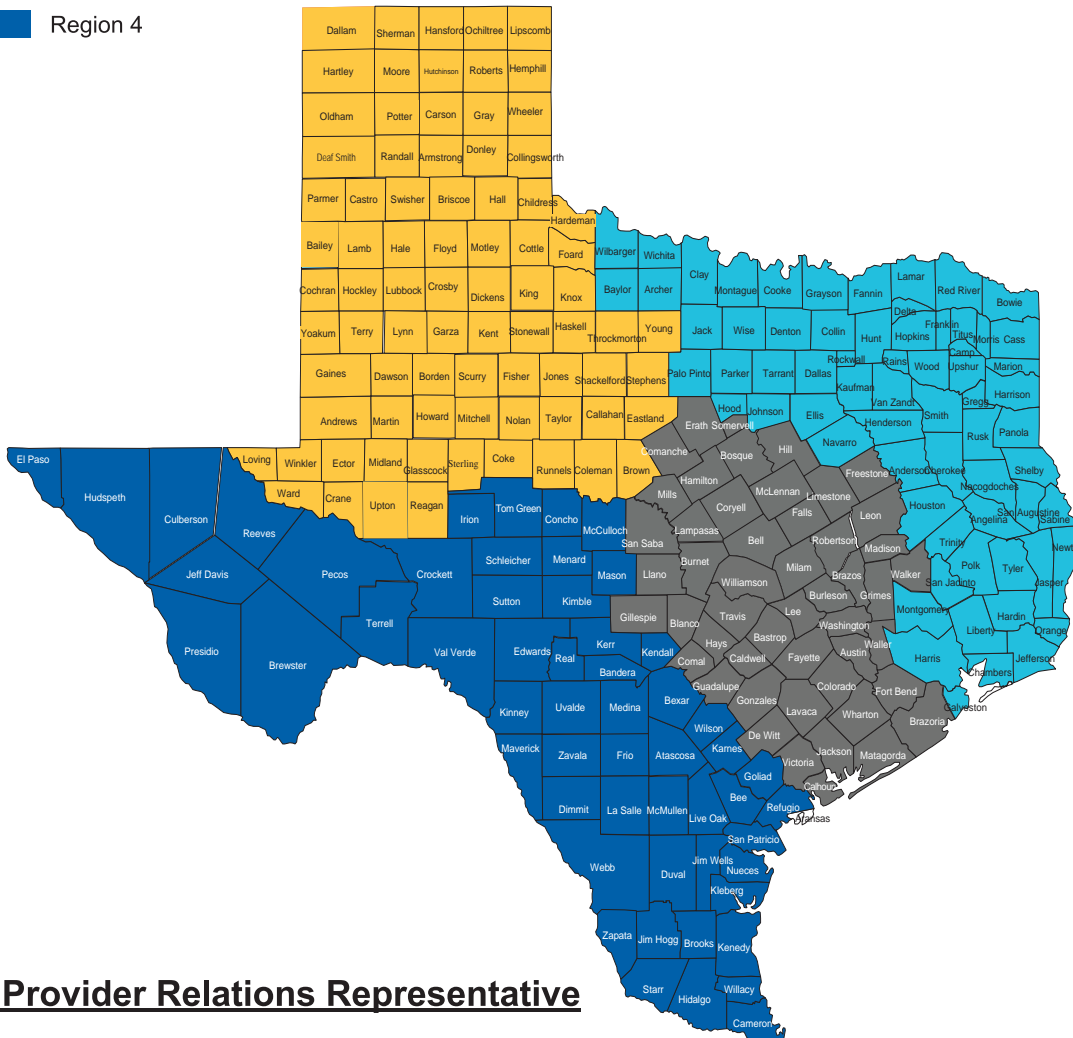 Region 4
Dallam Sherman Hansford Ochiltree Lipscomb
Hartley Moore Hutchinson Roberts Hemphill
Oldham Potter Carson Gray Wheeler
Deaf Smith Randall Armstrong Donley Collingsworth
Parmer Castro Swisher Briscoe Hall Childress
Hardeman
Bailey Lamb Hale Floyd Motley Cottle Foard Wilbarger Wichita
Clay Lamar
Cochran Hockley Lubbock Crosby Dickens King Knox Baylor Archer Montague Cooke Grayson Fannin Red River Bowie
Delta
Yoakum Terry Lynn Garza Kent Stonewall Haskell Throckmorton Young Jack Wise Denton Collin Hunt Hopkins Franklin Titus Morris Cass
Rockwall Rains Camp
Gaines Dawson Borden Scurry Fisher Jones Shackelford Stephens Palo Pinto Parker Tarrant Dallas Kaufman Wood Upshur Marion
Van Zandt Gregg Harrison
Andrews Martin Howard Mitchell Nolan Taylor Callahan Eastland Hood Johnson Ellis Henderson Smith
Erath Somervell Navarro Rusk Panola
El Paso Loving Winkler Ector Midland Glasscock Sterling Coke Runnels Coleman Brown Comanche Bosque Hill
Hudspeth Ward Crane Upton Reagan Mills Hamilton McLennan Limestone Freestone Anderson Cherokee Nacogdoches Shelby
Culberson Reeves Irion Tom Green Concho McCulloch San Saba Lampasas Coryell Falls Leon Houston Angelina San Augustine Sabine
Bell Robertson Madison Trinity Newt
Jeff Davis Pecos Crockett Schleicher Menard Mason Llano Burnet Milam Brazos Walker Polk Tyler Jasper
Williamson San Jacinto
Sutton Kimble Burleson Grimes
Terrell Gillespie Blanco Travis Lee Washington Montgomery Liberty Hardin Orange
Presidio Brewster Val Verde Edwards Real Kerr Kendall Hays Bastrop Waller
Bandera Comal Caldwell Fayette Austin Harris Chambers Jefferson
Guadalupe
Kinney Uvalde Medina Bexar Gonzales Colorado Fort Bend Galveston
Wilson Lavaca Wharton Brazoria
Maverick Zavala Frio Atascosa Karnes De Witt Jackson Matagorda
Victoria
Goliad Calhoun
Dimmit La Salle McMullen Live Oak Bee Refugio Aransas
San Patricio
Webb Duval Jim Wells Nueces
Kleberg
Zapata Jim Hogg Brooks Kenedy
Starr Hidalgo Willacy
Cameron
Provider Relations Representative